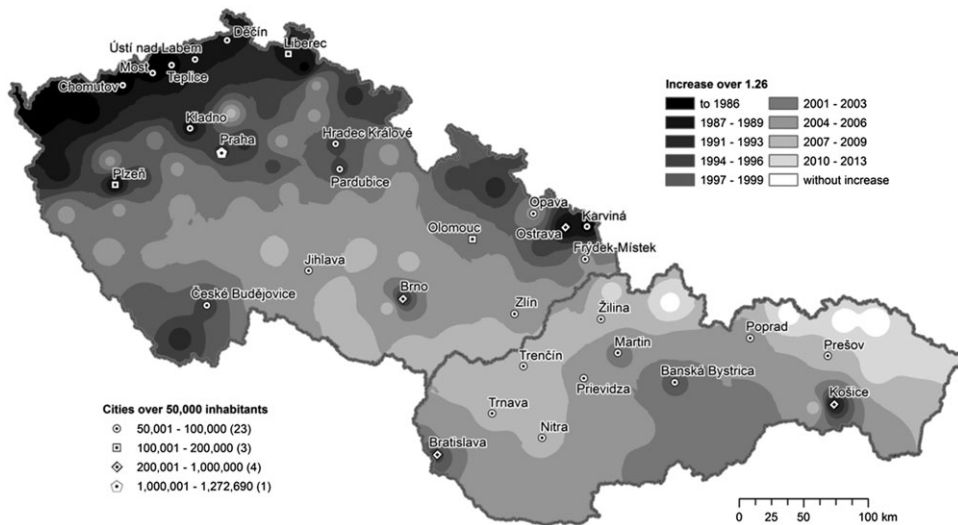 Děčín
Ústí nad Labem
Liberec
Most
Teplice
Chomutov
Kladno
Praha
Hradec Králové
Plzeň
Pardubice
Opava
Karviná
Olomouc
Ostrava
Frýdek-Místek
Jihlava
Brno
České Budějovice
Zlín
Žilina
Poprad
Martin
Prešov
Trenčín
Banská Bystrica
Prievidza
Košice
Trnava
Nitra
Bratislava
Increase over 1.26
to 1986
1987 - 1989
1991 - 1993
1994 - 1996
1997 - 1999
2001 - 2003
2004 - 2006
2007 - 2009
2010 - 2013
without increase
Cities over 50,000 inhabitants
50,001 - 100,000 (23)
100,001 - 200,000 (3)
200,001 - 1,000,000 (4)
1,000,001 - 1,272,690 (1)
0 25 50 75 100 km